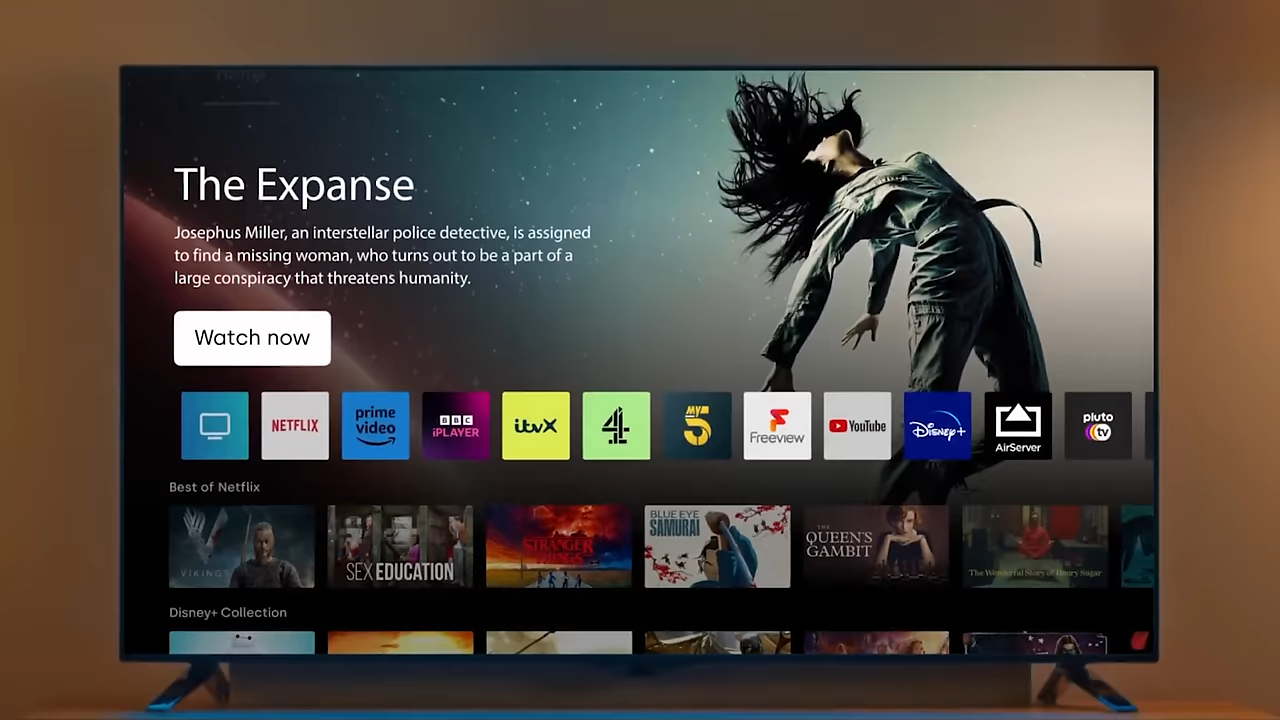 The Expanse
Josephus Miller, an interstellar police detective, is assigned
to find a missing woman, who turns out to be a part of a
large conspiracy that threatens humanity.
Watch now
NETFLIX
prime
video
BBC
iPLAYER
itvX
4
MY
5
Freeview
YouTube
Disney+
AirServer
pluto
tv
Best of Netflix
VIKINGS
SEX EDUCATION
STRANGER
THINGS
BLUE EYE
SAMURAI
THE
QUEEN'S
GAMBIT
The Wonderful Story of Henry Sugar
Disney+ Collection